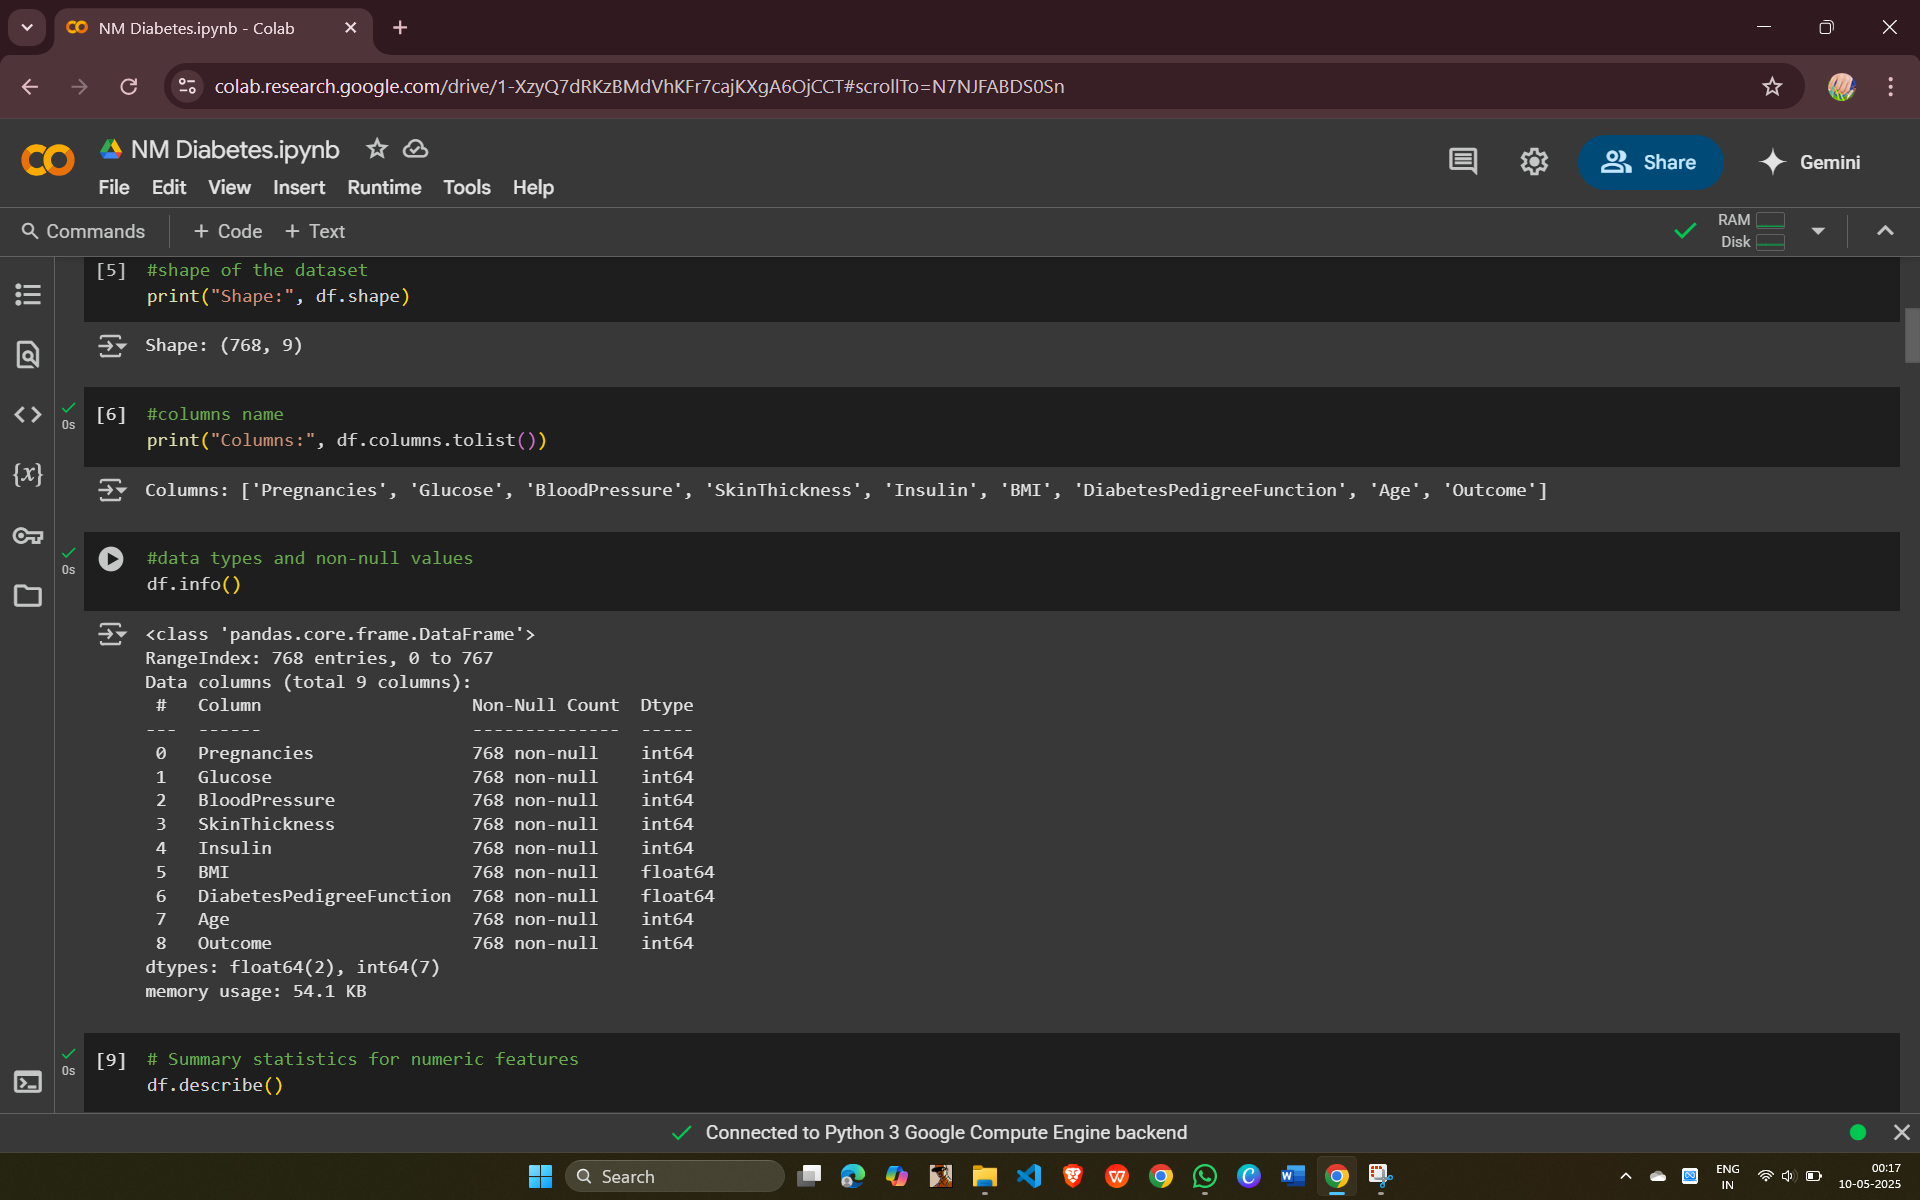 NM Diabetes.ipynb - Colab
colab.research.google.com/drive/1-XzyQ7dRKzBMdVhKFr7cajKXgA6OjCCT#scrollTo=N7NJFABDS0Sn
NM Diabetes.ipynb
File Edit View Insert Runtime Tools Help
Share
Gemini
Commands + Code + Text
RAM
Disk
[5] #shape of the dataset
print("Shape:", df.shape)
Shape: (768, 9)
[6] #columns name
0s
print("Columns:", df.columns.tolist())
Columns: ['Pregnancies', 'Glucose', 'BloodPressure', 'SkinThickness', 'Insulin', 'BMI', 'DiabetesPedigreeFunction', 'Age', 'Outcome']
#data types and non-null values
0s
df.info()
<class 'pandas.core.frame.DataFrame'>
RangeIndex: 768 entries, 0 to 767
Data columns (total 9 columns):
# Column Non-Null Count Dtype
--- ------ -------------- -----
0 Pregnancies 768 non-null int64
1 Glucose 768 non-null int64
2 BloodPressure 768 non-null int64
3 SkinThickness 768 non-null int64
4 Insulin 768 non-null int64
5 BMI 768 non-null float64
6 DiabetesPedigreeFunction 768 non-null float64
7 Age 768 non-null int64
8 Outcome 768 non-null int64
dtypes: float64(2), int64(7)
memory usage: 54.1 KB
[9] # Summary statistics for numeric features
0s
df.describe()
Connected to Python 3 Google Compute Engine backend
Search
ENG
IN
00:17
10-05-2025